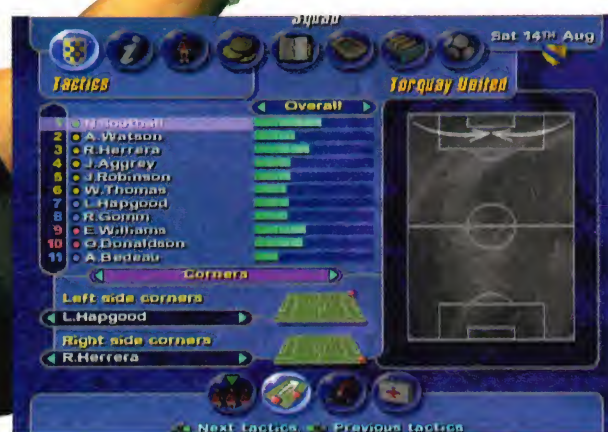 Squad
Sat 14TH Aug
Tactics
Torquay United
Overall
1 N.Southall
2 A.Watson
3 R.Herrera
4 J.Aggrey
5 J.Robinson
6 W.Thomas
7 L.Hapgood
8 R.Gomm
9 E.Williams
10 O.Donaldson
11 A.Bedeau
Corners
Left side corners
L.Hapgood
Right side corners
R.Herrera
Next tactics
Previous tactics